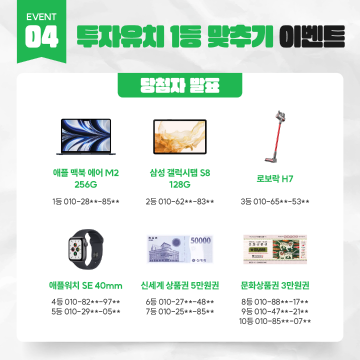 EVENT
04
투자유치 1등 맞추기 이벤트
당첨자 발표
애플 맥북 에어 M2
256G
1등 010-28**-85**
삼성 갤럭시탭 S8
128G
2등 010-62**-83**
로보락 H7
3등 010-65**-53**
애플워치 SE 40mm
4등 010-82**-97**
5등 010-29**-05**
50000
신세계 상품권 5만원권
6등 010-27**-48**
7등 010-25**-85**
문화상품권 3만원권
8등 010-88**-17**
9등 010-47**-21**
10등 010-85**-07**